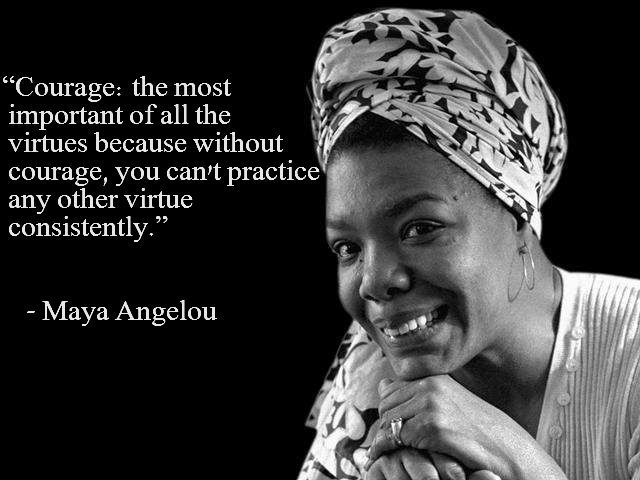 “Courage: the most
important of all the
virtues because without
courage, you can't practice
any other virtue
consistently.”
- Maya Angelou